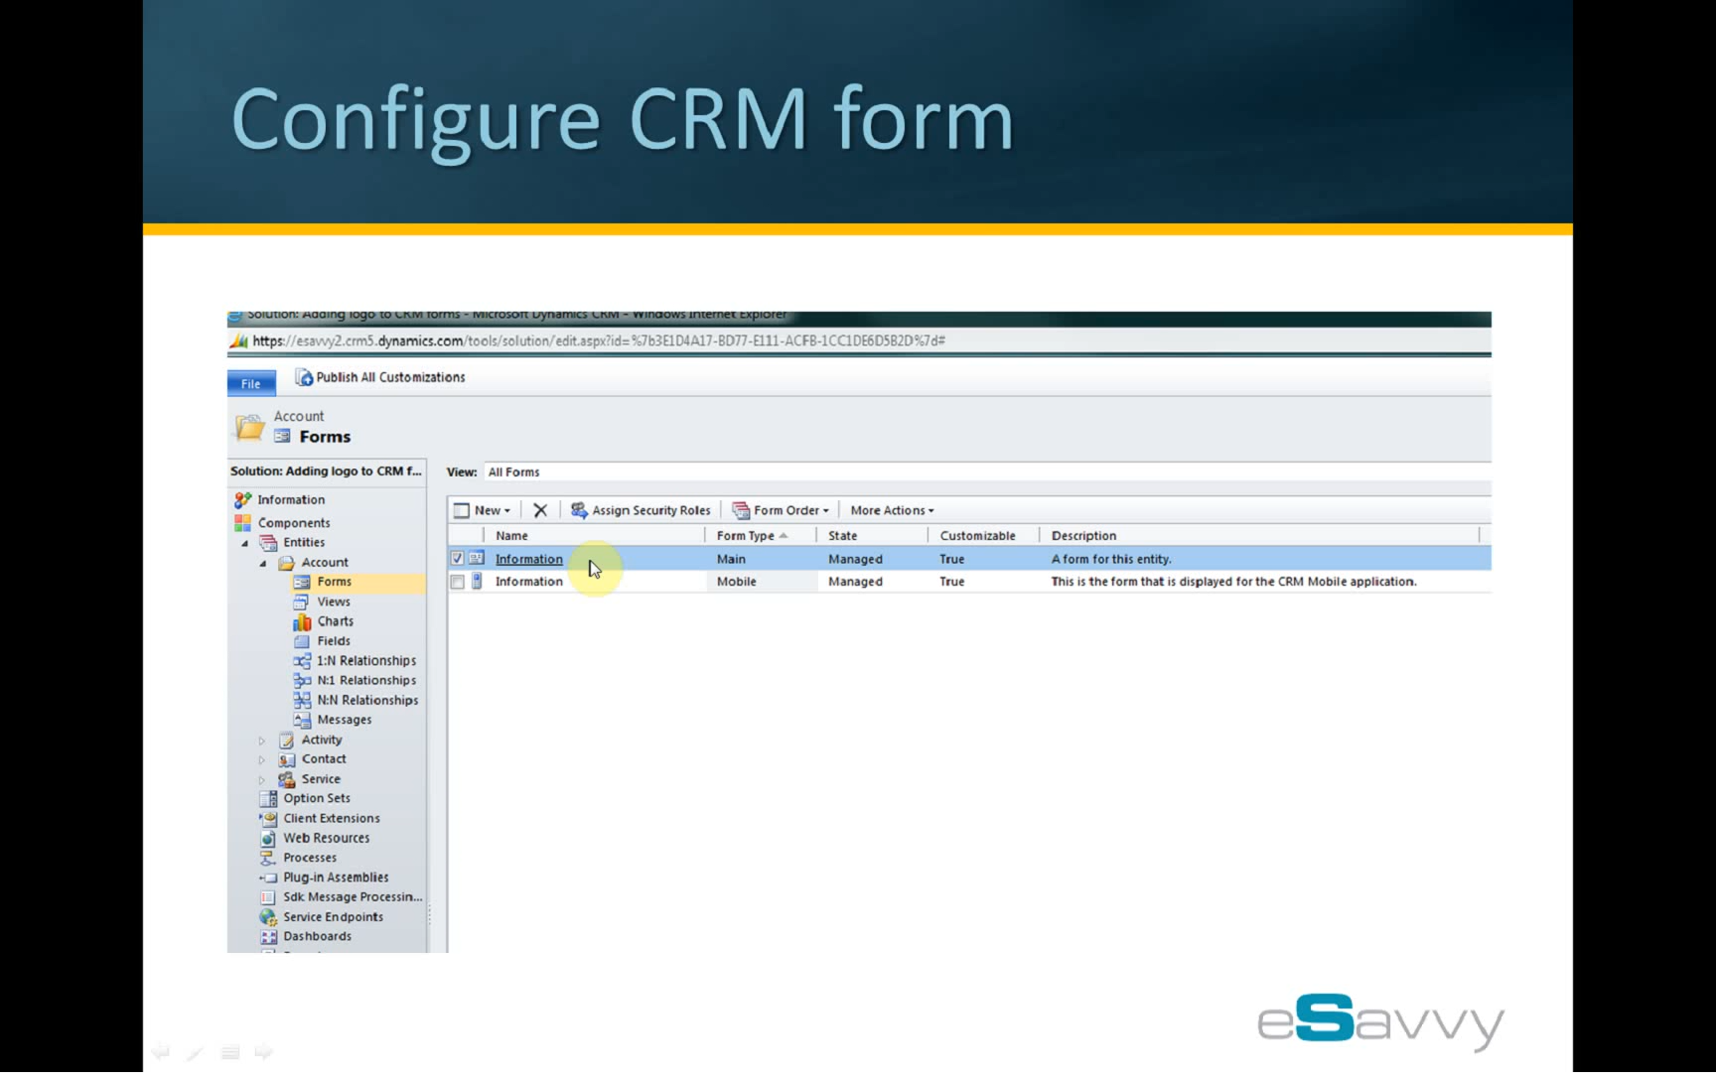 Configure CRM form
Solution: Adding logo to CRM forms - Microsoft Dynamics CRM - Windows Internet Explorer
https://esavvy2.crm5.dynamics.com/tools/solution/edit.aspx?id=%7b3E1D4A17-BD77-E111-ACFB-1CC1DE6D5B2D%7d#
File Publish All Customizations
Account
Forms
Solution: Adding logo to CRM f... View: All Forms
Information
Components
Entities
Account
Forms
Views
Charts
Fields
1:N Relationships
N:1 Relationships
N:N Relationships
Messages
Activity
Contact
Service
Option Sets
Client Extensions
Web Resources
Processes
Plug-in Assemblies
Sdk Message Processin...
Service Endpoints
Dashboards
New Assign Security Roles Form Order More Actions
Name Form Type State Customizable Description
Information Main Managed True A form for this entity.
Information Mobile Managed True This is the form that is displayed for the CRM Mobile application.
eSavvy